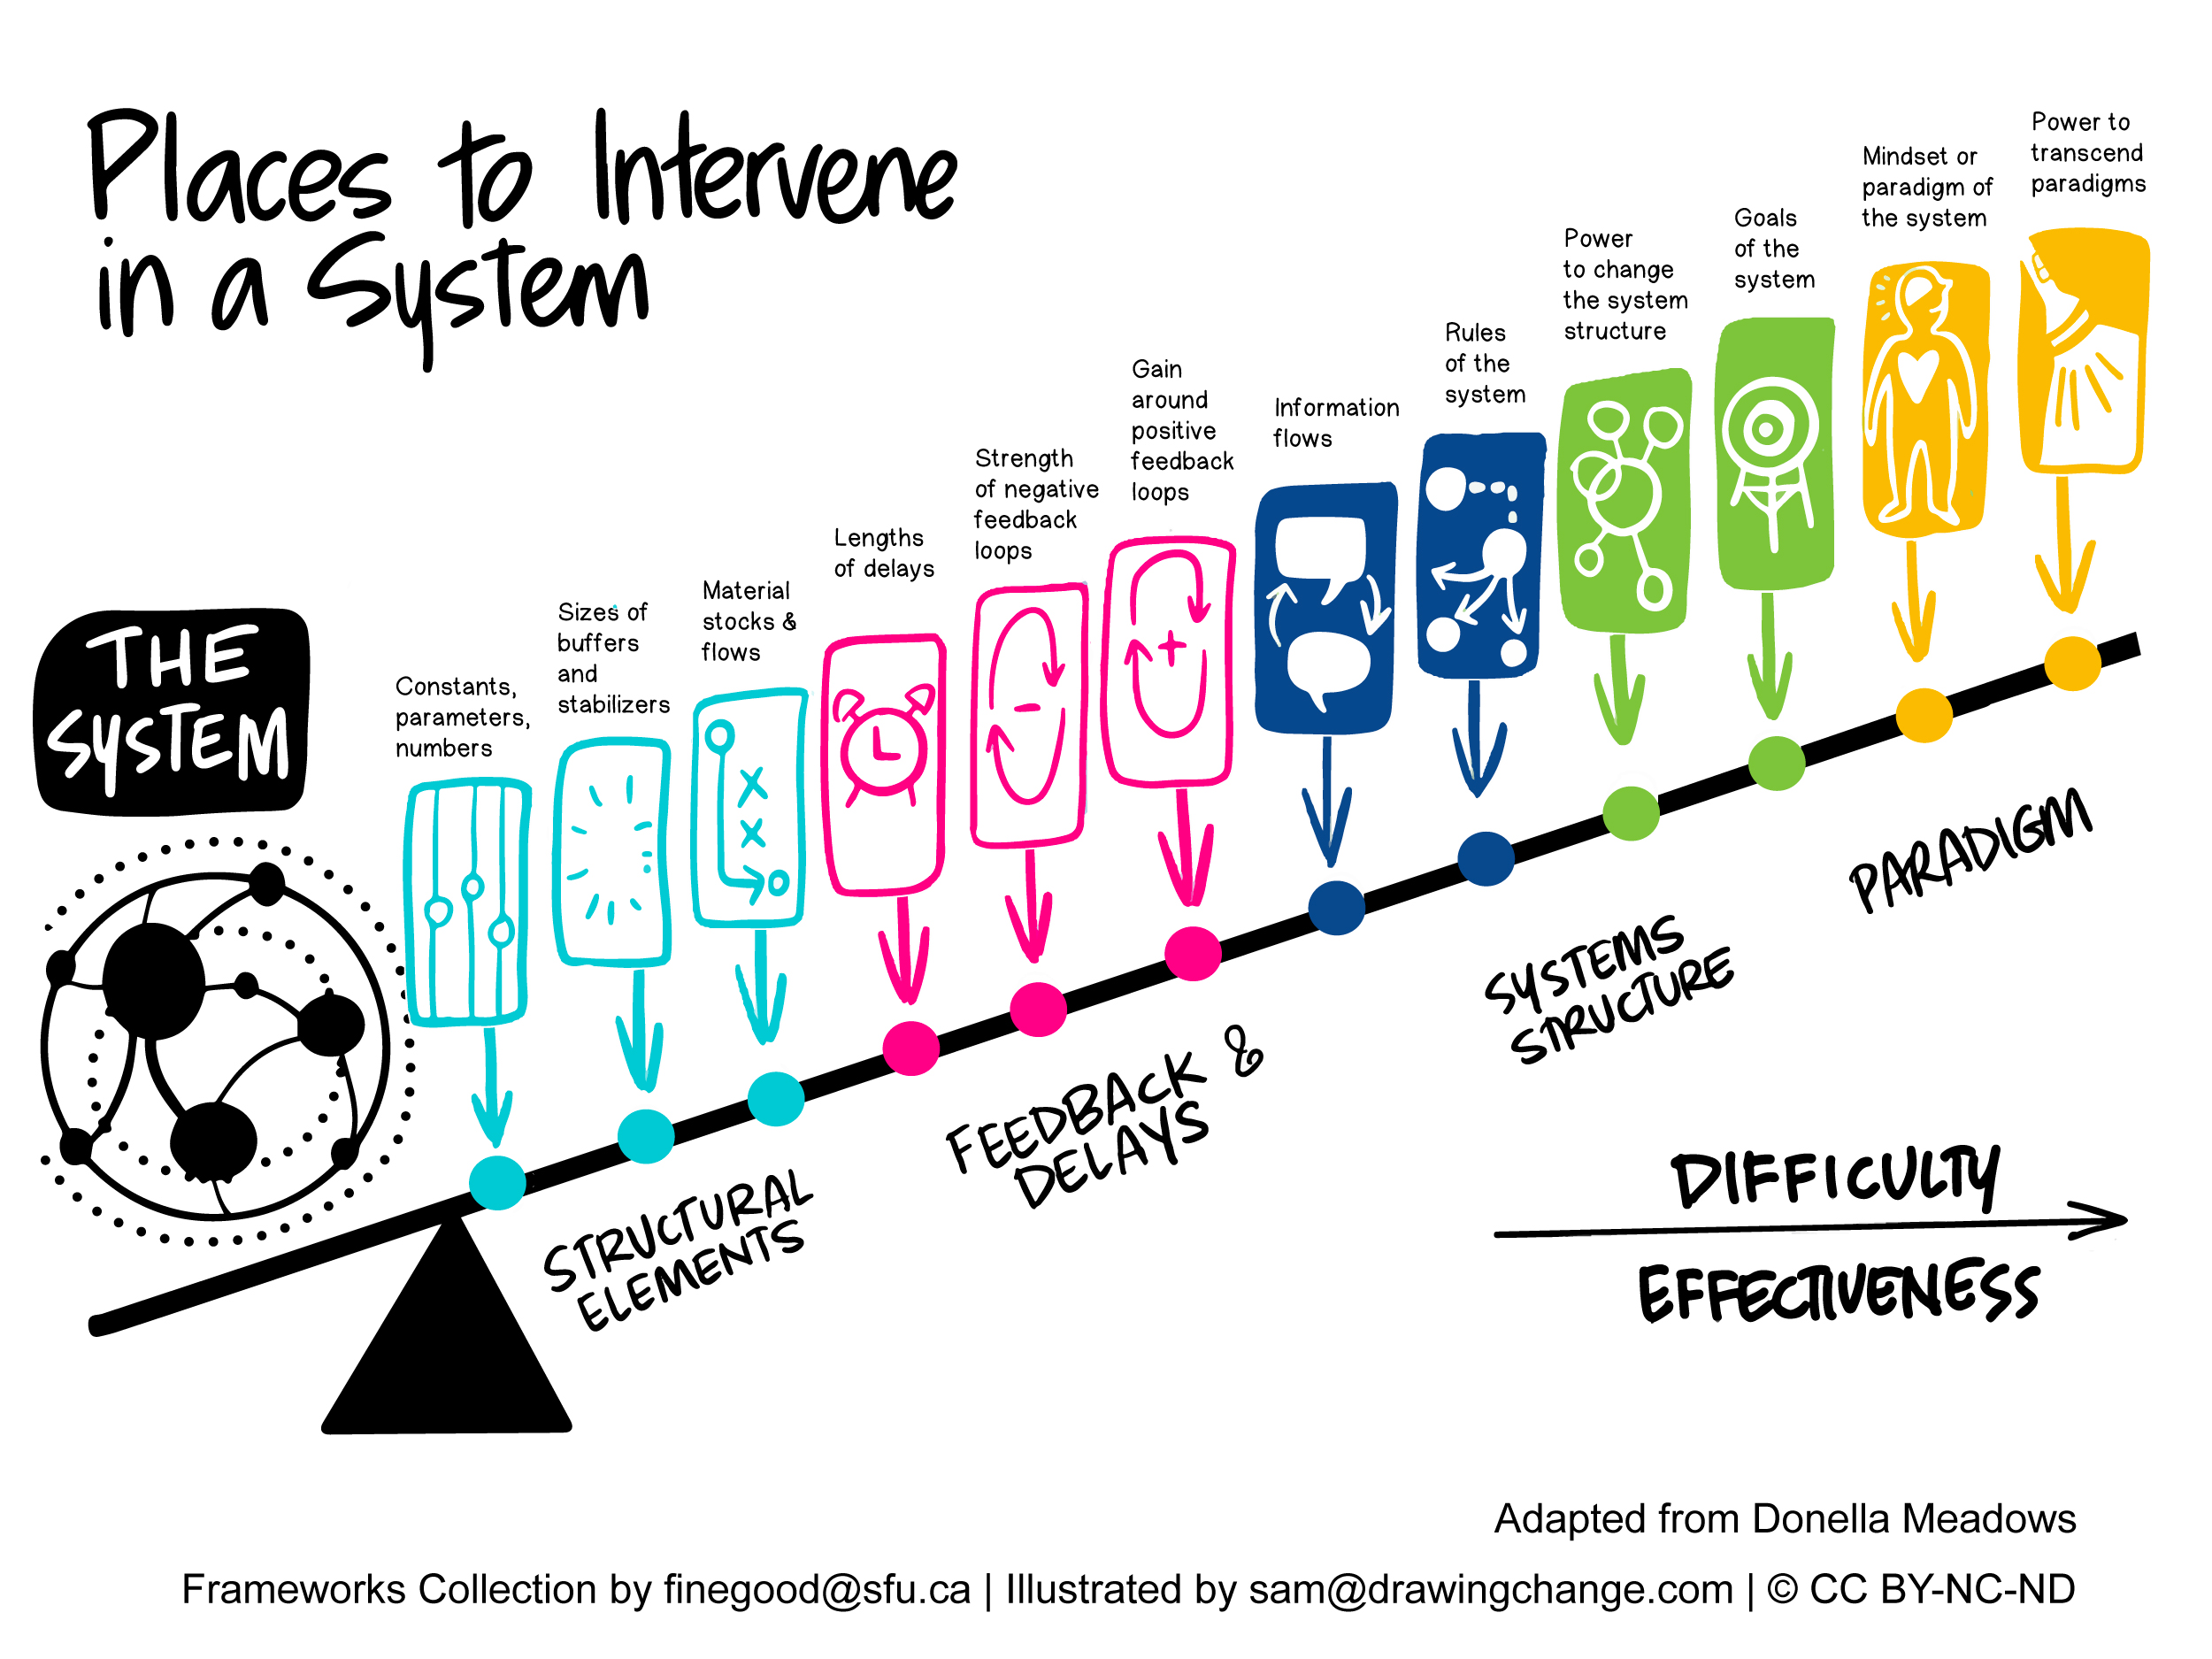 Places to Intervene
in a System
THE
SYSTEM
Constants,
parameters,
numbers
Sizes of
buffers
and
stabilizers
Material
stocks &
flows
Lengths
of delays
Strength
of negative
feedback
loops
Gain
around
positive
feedback
loops
Information
flows
Rules
of the
system
Power
to change
the system
structure
Goals
of the
system
Mindset or
paradigm of
the system
Power to
transcend
paradigms
STRUCTURAL
ELEMENTS
FEEDBACK &
DELAYS
SYSTEMS
STRUCTURE
PARADIGM
DIFFICULTY
EFFECTIVENESS
Adapted from Donella Meadows
Frameworks Collection by finegood@sfu.ca | Illustrated by sam@drawingchange.com | © CC BY-NC-ND